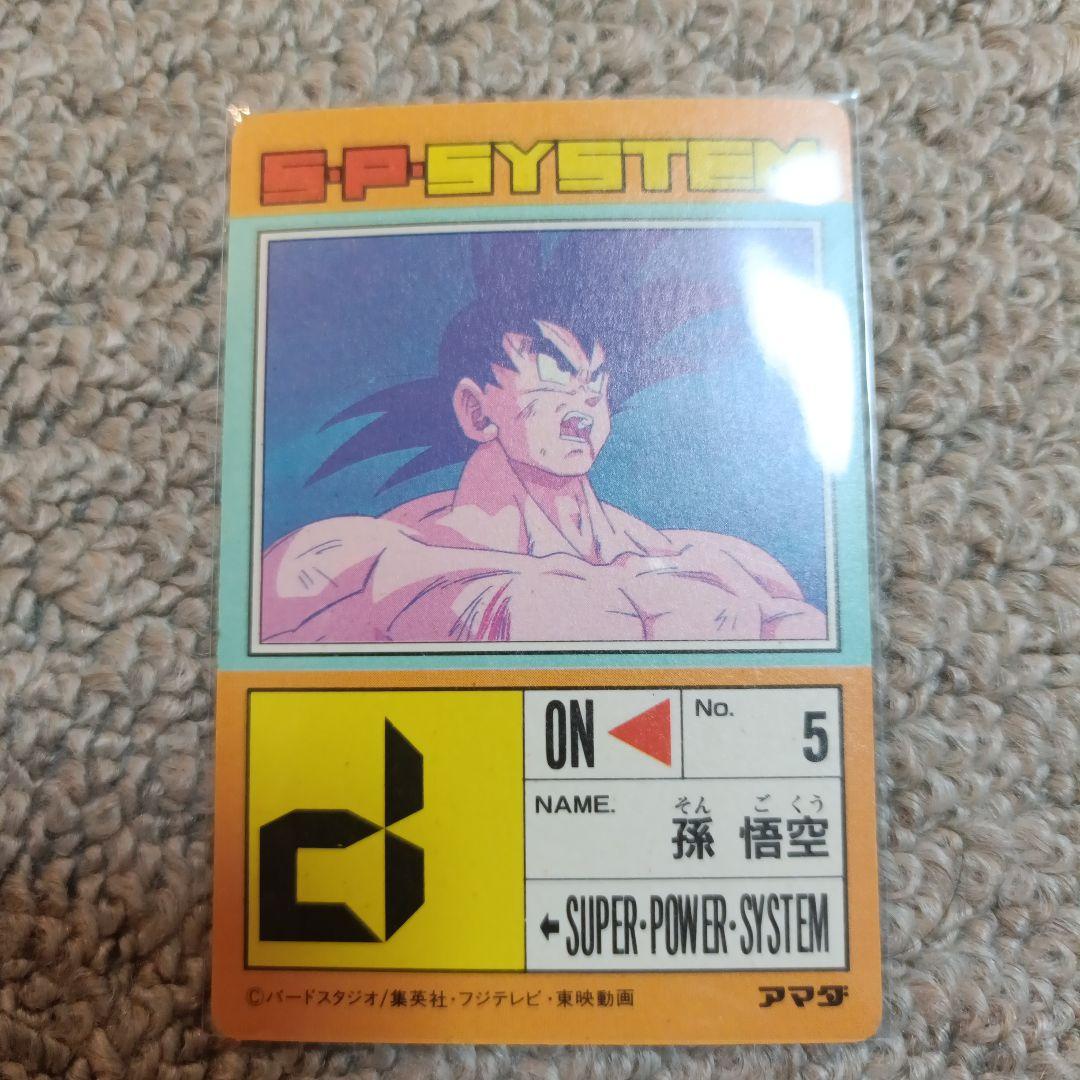 S·P·SYSTEM
ON
No.
5
NAME.
そん ご くう
孫 悟空
←SUPER·POWER·SYSTEM
©バードスタジオ/集英社·フジテレビ·東映動画
アマダ